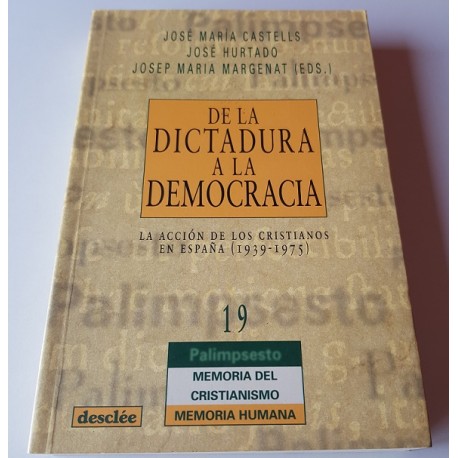 JOSÉ MARÍA CASTELLS
JOSÉ HURTADO
JOSEP MARIA MARGENAT (EDS.)
DE LA
DICTADURA
A LA
DEMOCRACIA
LA ACCIÓN DE LOS CRISTIANOS
EN ESPAÑA (1939-1975)
Palimpsesto
19
Palimpsesto
MEMORIA DEL
CRISTIANISMO
MEMORIA HUMANA
desclée